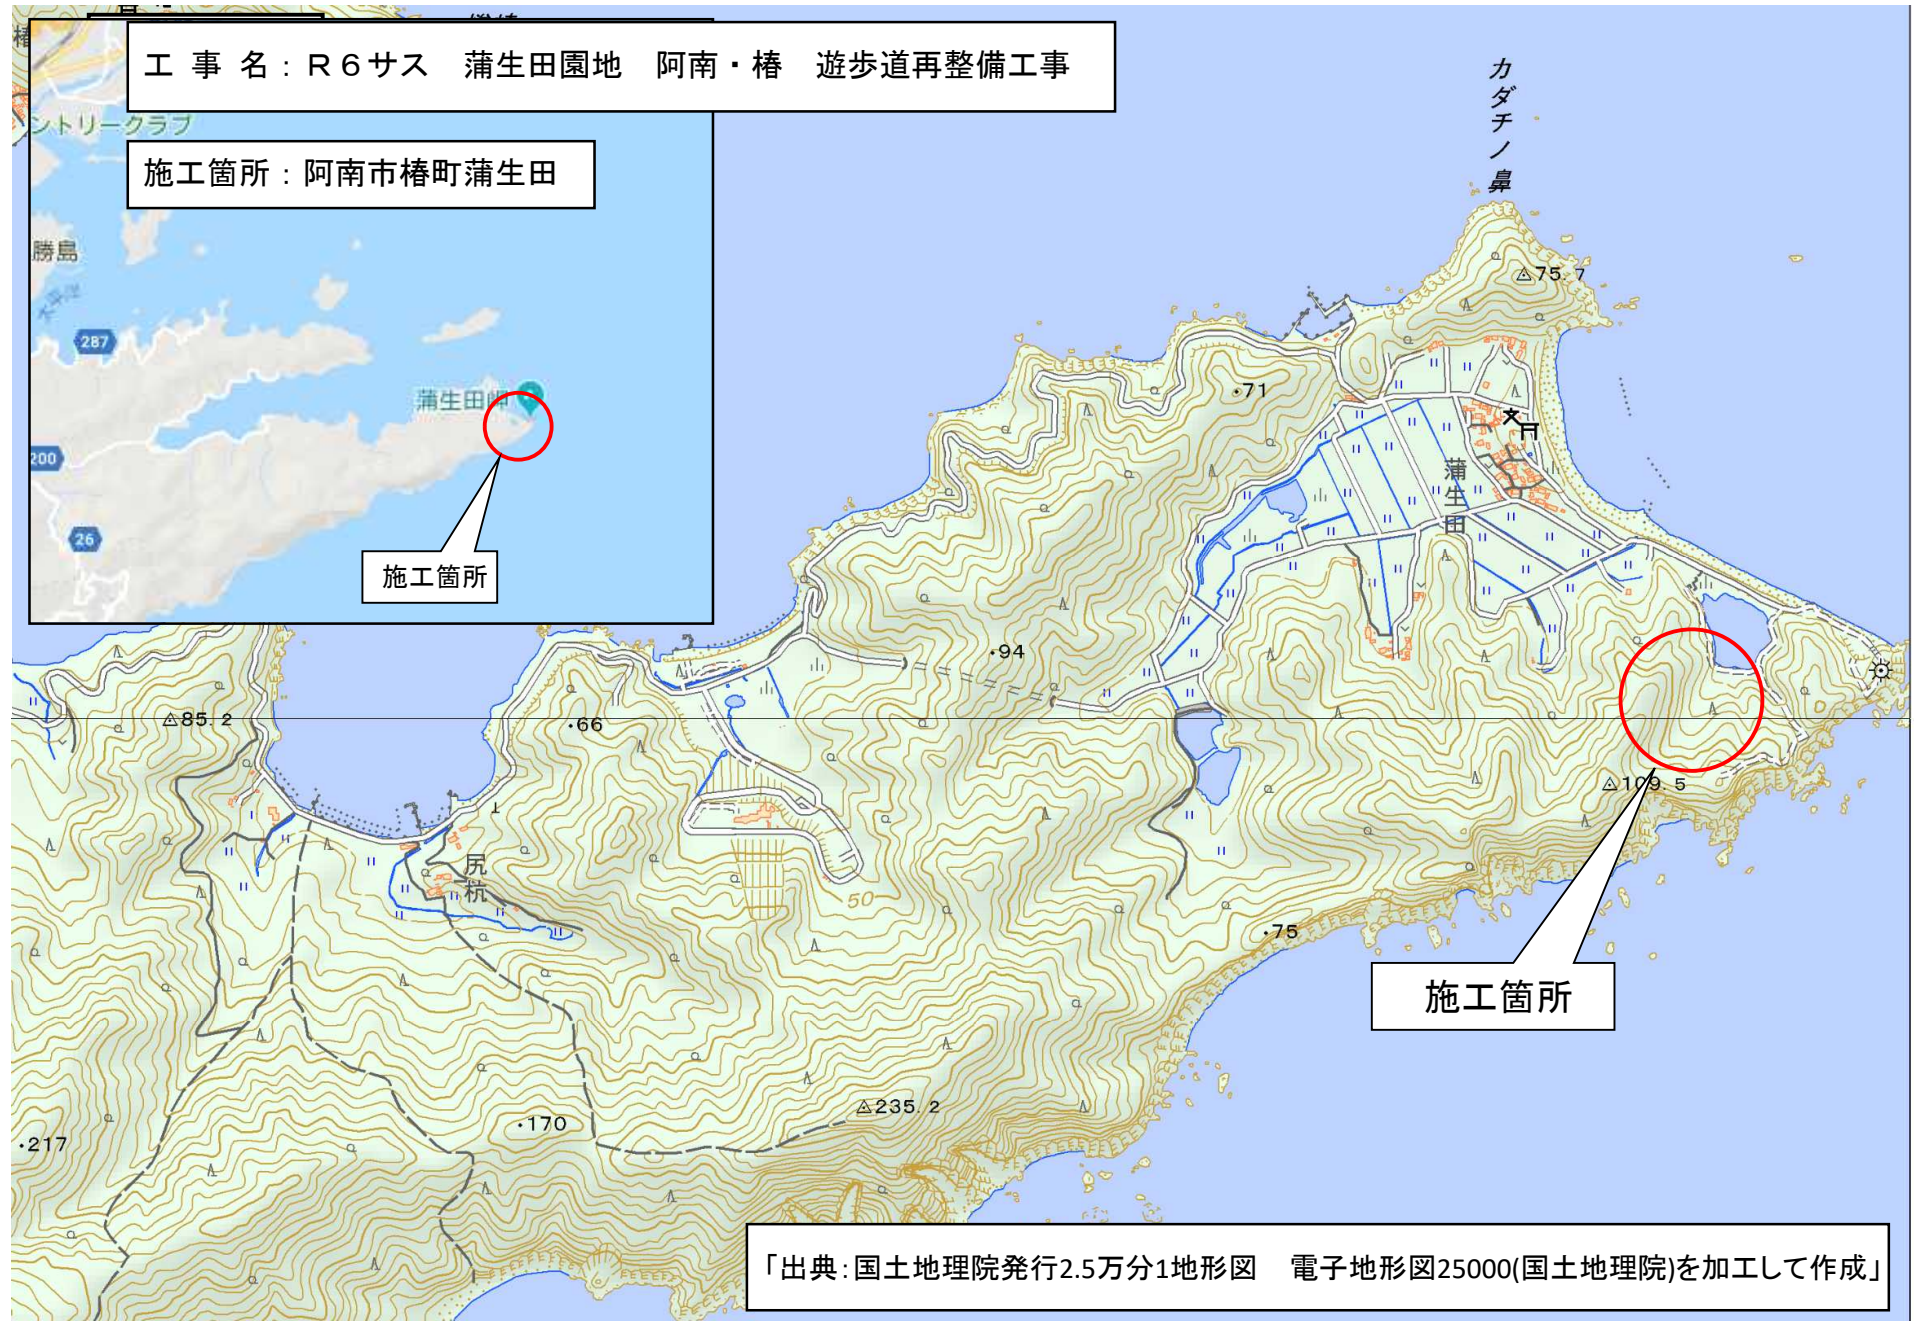 工 事 名：Ｒ６サス　蒲生田園地　阿南・椿　遊歩道再整備工事
施工箇所：阿南市椿町蒲生田
ントリークラブ
勝島
287
200
26
蒲生田岬
施工箇所
カダチノ鼻
75.7
71
蒲生田
94
85.2
66
尻杭
50
109.5
75
施工箇所
235.2
170
217
「出典：国土地理院発行2.5万分1地形図　電子地形図25000(国土地理院)を加工して作成」